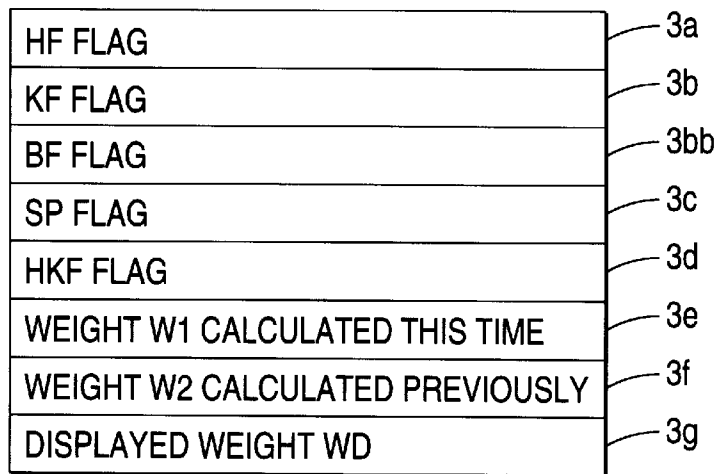 HF FLAG 3a
KF FLAG 3b
BF FLAG 3bb
SP FLAG 3c
HKF FLAG 3d
WEIGHT W1 CALCULATED THIS TIME 3e
WEIGHT W2 CALCULATED PREVIOUSLY 3f
DISPLAYED WEIGHT WD 3g